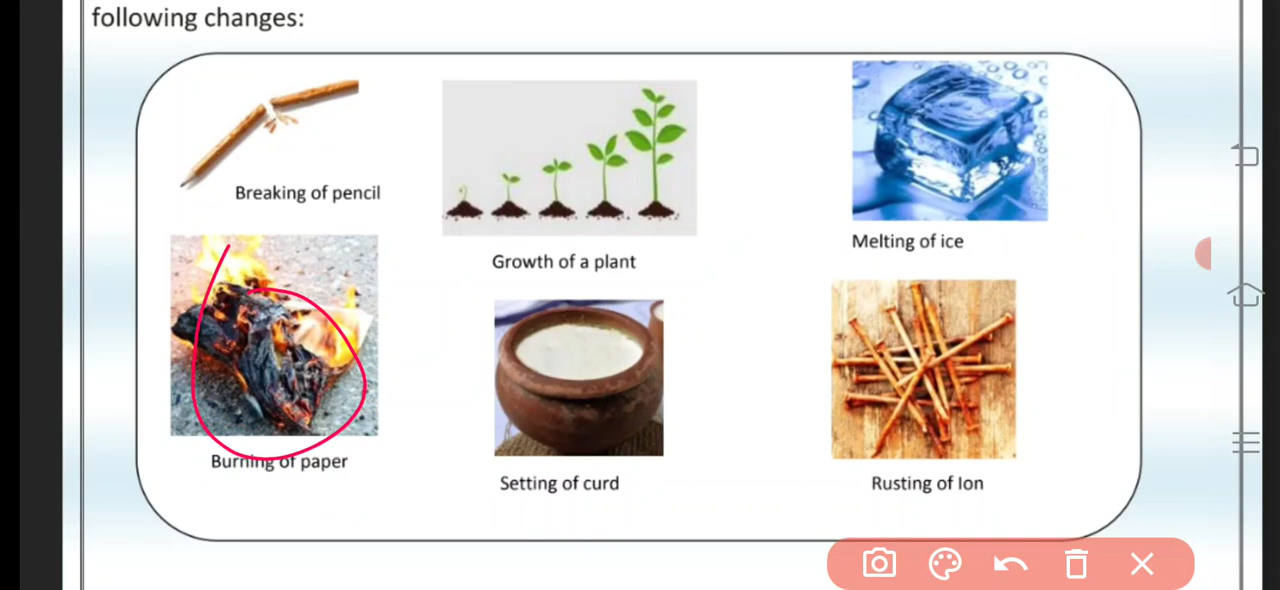 following changes:
Breaking of pencil
Growth of a plant
Melting of ice
Burning of paper
Setting of curd
Rusting of Ion